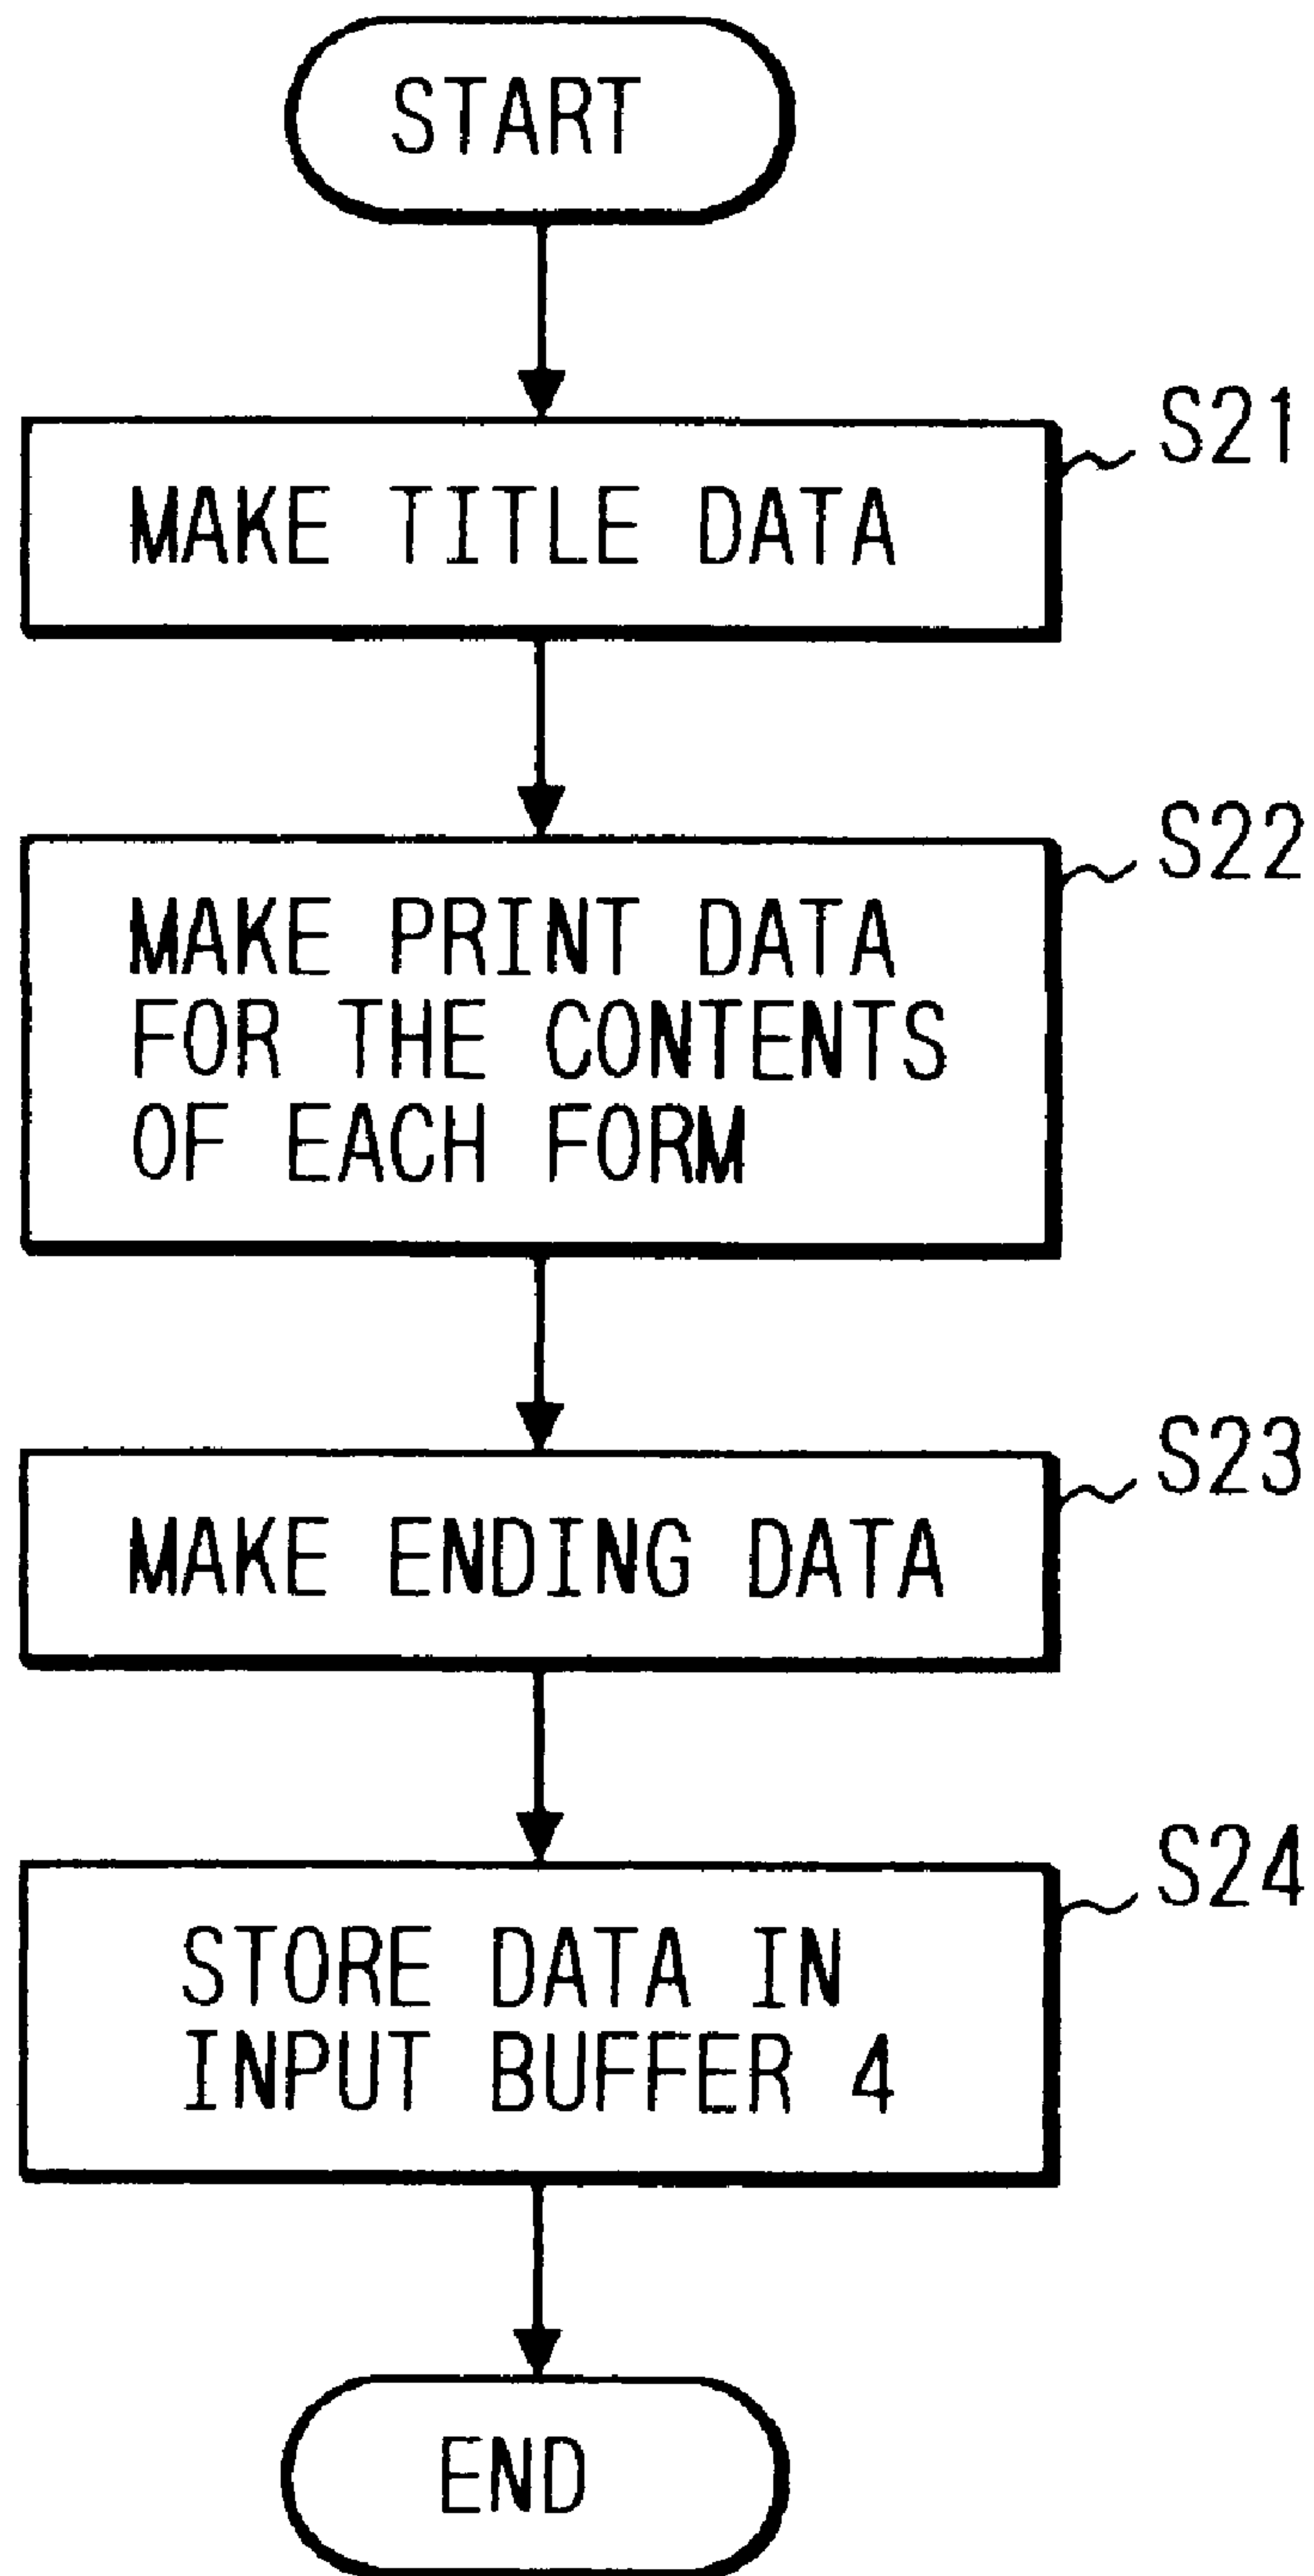 START
S21
MAKE TITLE DATA
S22
MAKE PRINT DATA
FOR THE CONTENTS
OF EACH FORM
S23
MAKE ENDING DATA
S24
STORE DATA IN
INPUT BUFFER 4
END